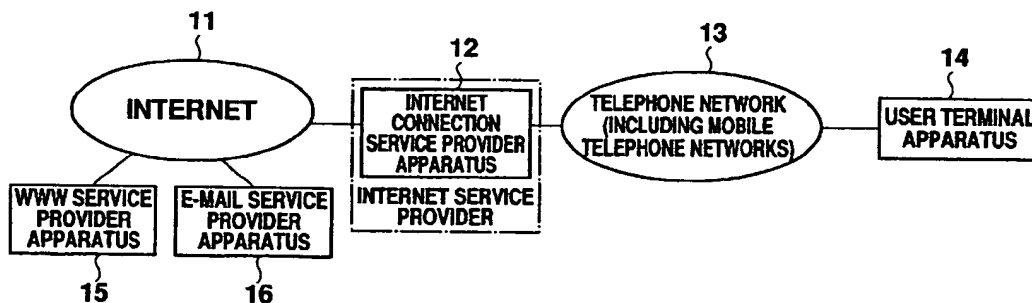 11
INTERNET
12
INTERNET
CONNECTION
SERVICE PROVIDER
APPARATUS
INTERNET SERVICE
PROVIDER
13
TELEPHONE NETWORK
(INCLUDING MOBILE
TELEPHONE NETWORKS)
14
USER TERMINAL
APPARATUS
WWW SERVICE
PROVIDER
APPARATUS
15
E-MAIL SERVICE
PROVIDER
APPARATUS
16